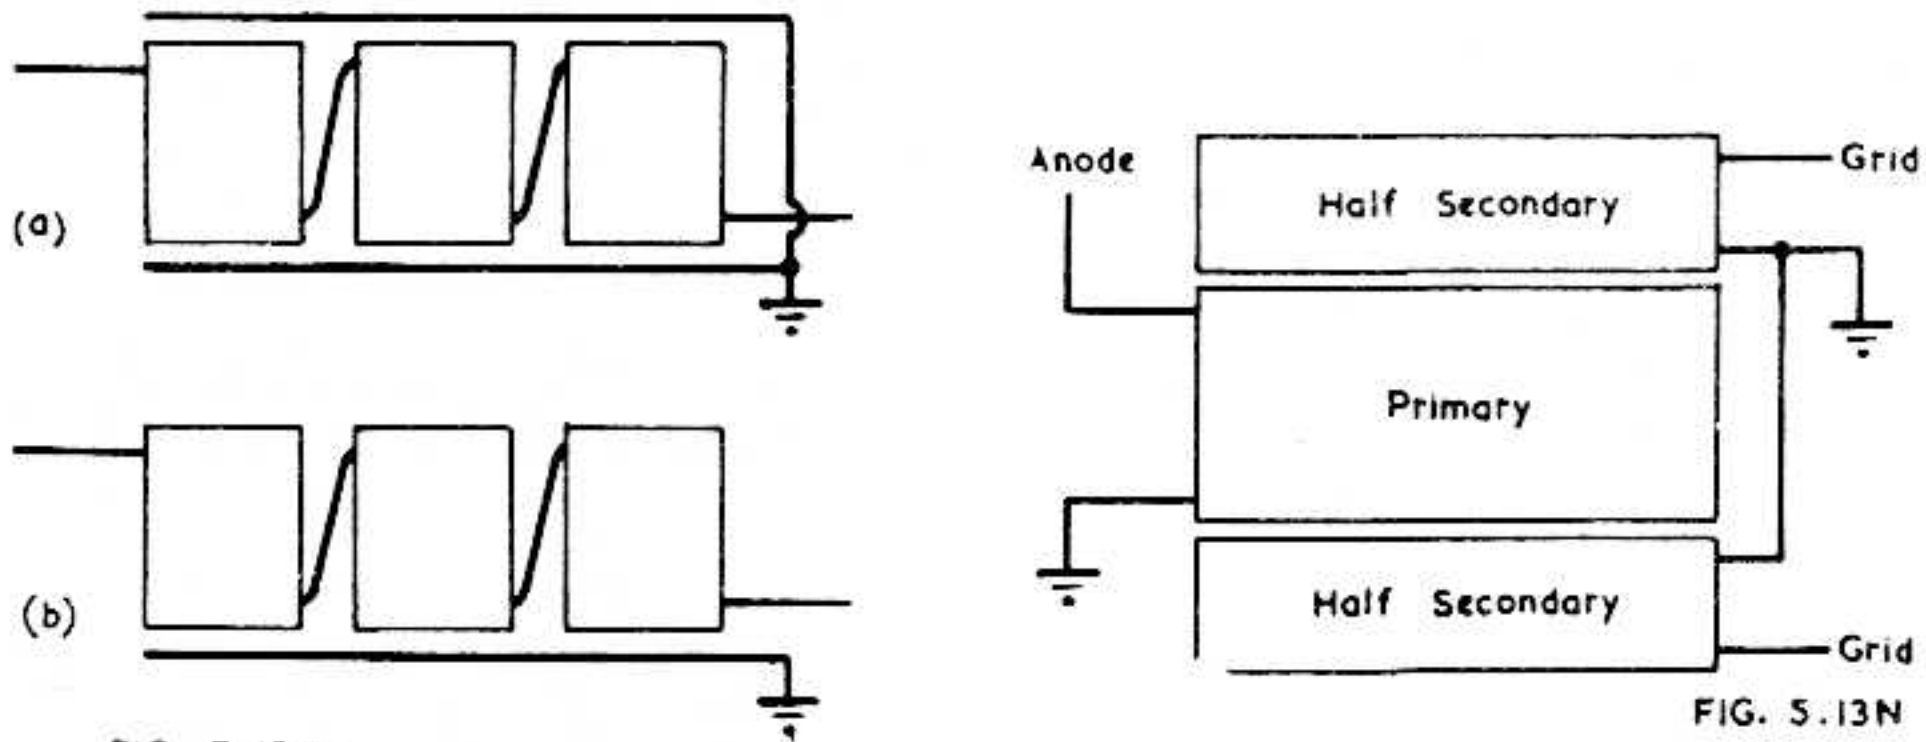 (a)
(b)
Anode
Half Secondary
Grid
Primary
Half Secondary
Grid
FIG. 5.13N